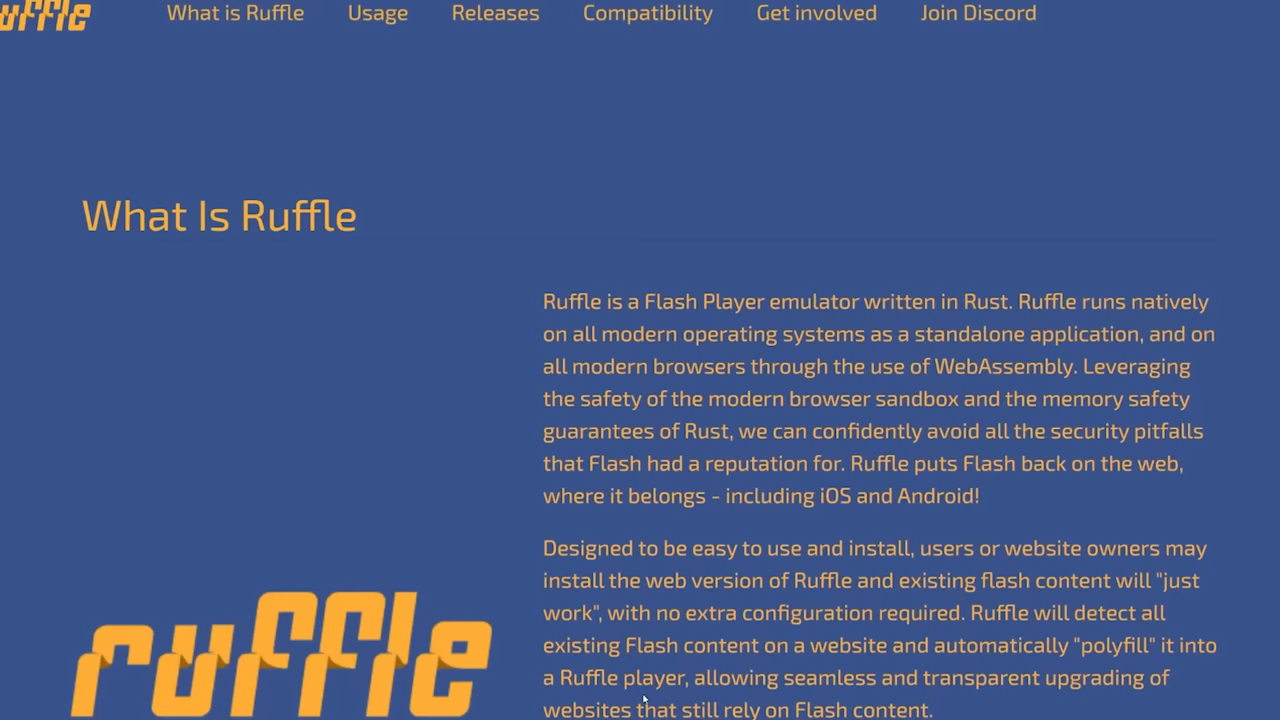 ruffle What is Ruffle Usage Releases Compatibility Get involved Join Discord
What Is Ruffle
Ruffle is a Flash Player emulator written in Rust. Ruffle runs natively
on all modern operating systems as a standalone application, and on
all modern browsers through the use of WebAssembly. Leveraging
the safety of the modern browser sandbox and the memory safety
guarantees of Rust, we can confidently avoid all the security pitfalls
that Flash had a reputation for. Ruffle puts Flash back on the web,
where it belongs - including iOS and Android!
Designed to be easy to use and install, users or website owners may
install the web version of Ruffle and existing flash content will "just
work", with no extra configuration required. Ruffle will detect all
existing Flash content on a website and automatically "polyfill" it into
a Ruffle player, allowing seamless and transparent upgrading of
websites that still rely on Flash content.
ruffle